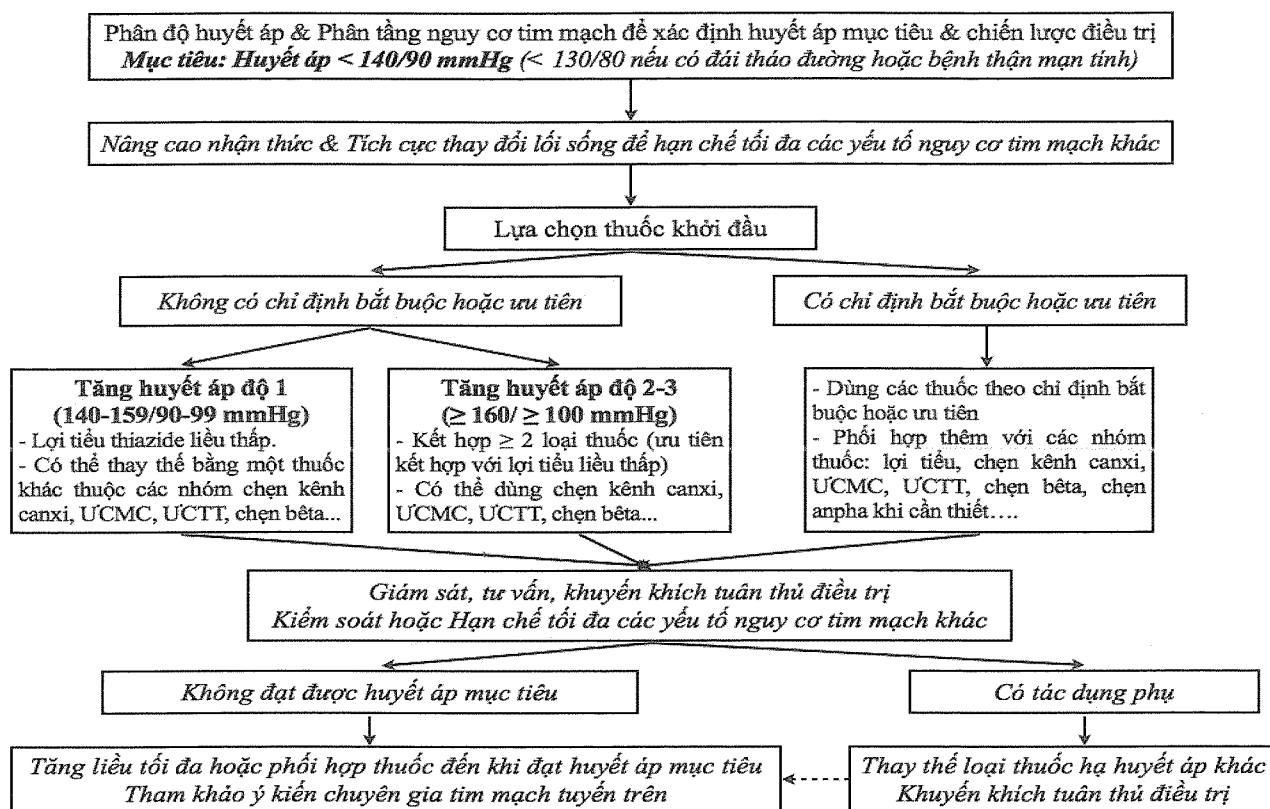 Phân độ huyết áp & Phân tầng nguy cơ tim mạch để xác định huyết áp mục tiêu & chiến lược điều trị
Mục tiêu: Huyết áp < 140/90 mmHg (< 130/80 nếu có đái tháo đường hoặc bệnh thận mạn tính)
Nâng cao nhận thức & Tích cực thay đổi lối sống để hạn chế tối đa các yếu tố nguy cơ tim mạch khác
Lựa chọn thuốc khởi đầu
Không có chỉ định bắt buộc hoặc ưu tiên
Có chỉ định bắt buộc hoặc ưu tiên
Tăng huyết áp độ 1
(140-159/90-99 mmHg)
- Lợi tiểu thiazide liều thấp.
- Có thể thay thế bằng một thuốc
khác thuộc các nhóm chẹn kênh
canxi, ƯCMC, ƯCTT, chẹn bêta...
Tăng huyết áp độ 2-3
(≥ 160/ ≥ 100 mmHg)
- Kết hợp ≥ 2 loại thuốc (ưu tiên
kết hợp với lợi tiểu liều thấp)
- Có thể dùng chẹn kênh canxi,
ƯCMC, ƯCTT, chẹn bêta...
- Dùng các thuốc theo chỉ định bắt
buộc hoặc ưu tiên
- Phối hợp thêm với các nhóm
thuốc: lợi tiểu, chẹn kênh canxi,
ƯCMC, ƯCTT, chẹn bêta, chẹn
anpha khi cần thiết....
Giám sát, tư vấn, khuyến khích tuân thủ điều trị
Kiểm soát hoặc Hạn chế tối đa các yếu tố nguy cơ tim mạch khác
Không đạt được huyết áp mục tiêu
Có tác dụng phụ
Tăng liều tối đa hoặc phối hợp thuốc đến khi đạt huyết áp mục tiêu
Tham khảo ý kiến chuyên gia tim mạch tuyến trên
Thay thế loại thuốc hạ huyết áp khác
Khuyến khích tuân thủ điều trị